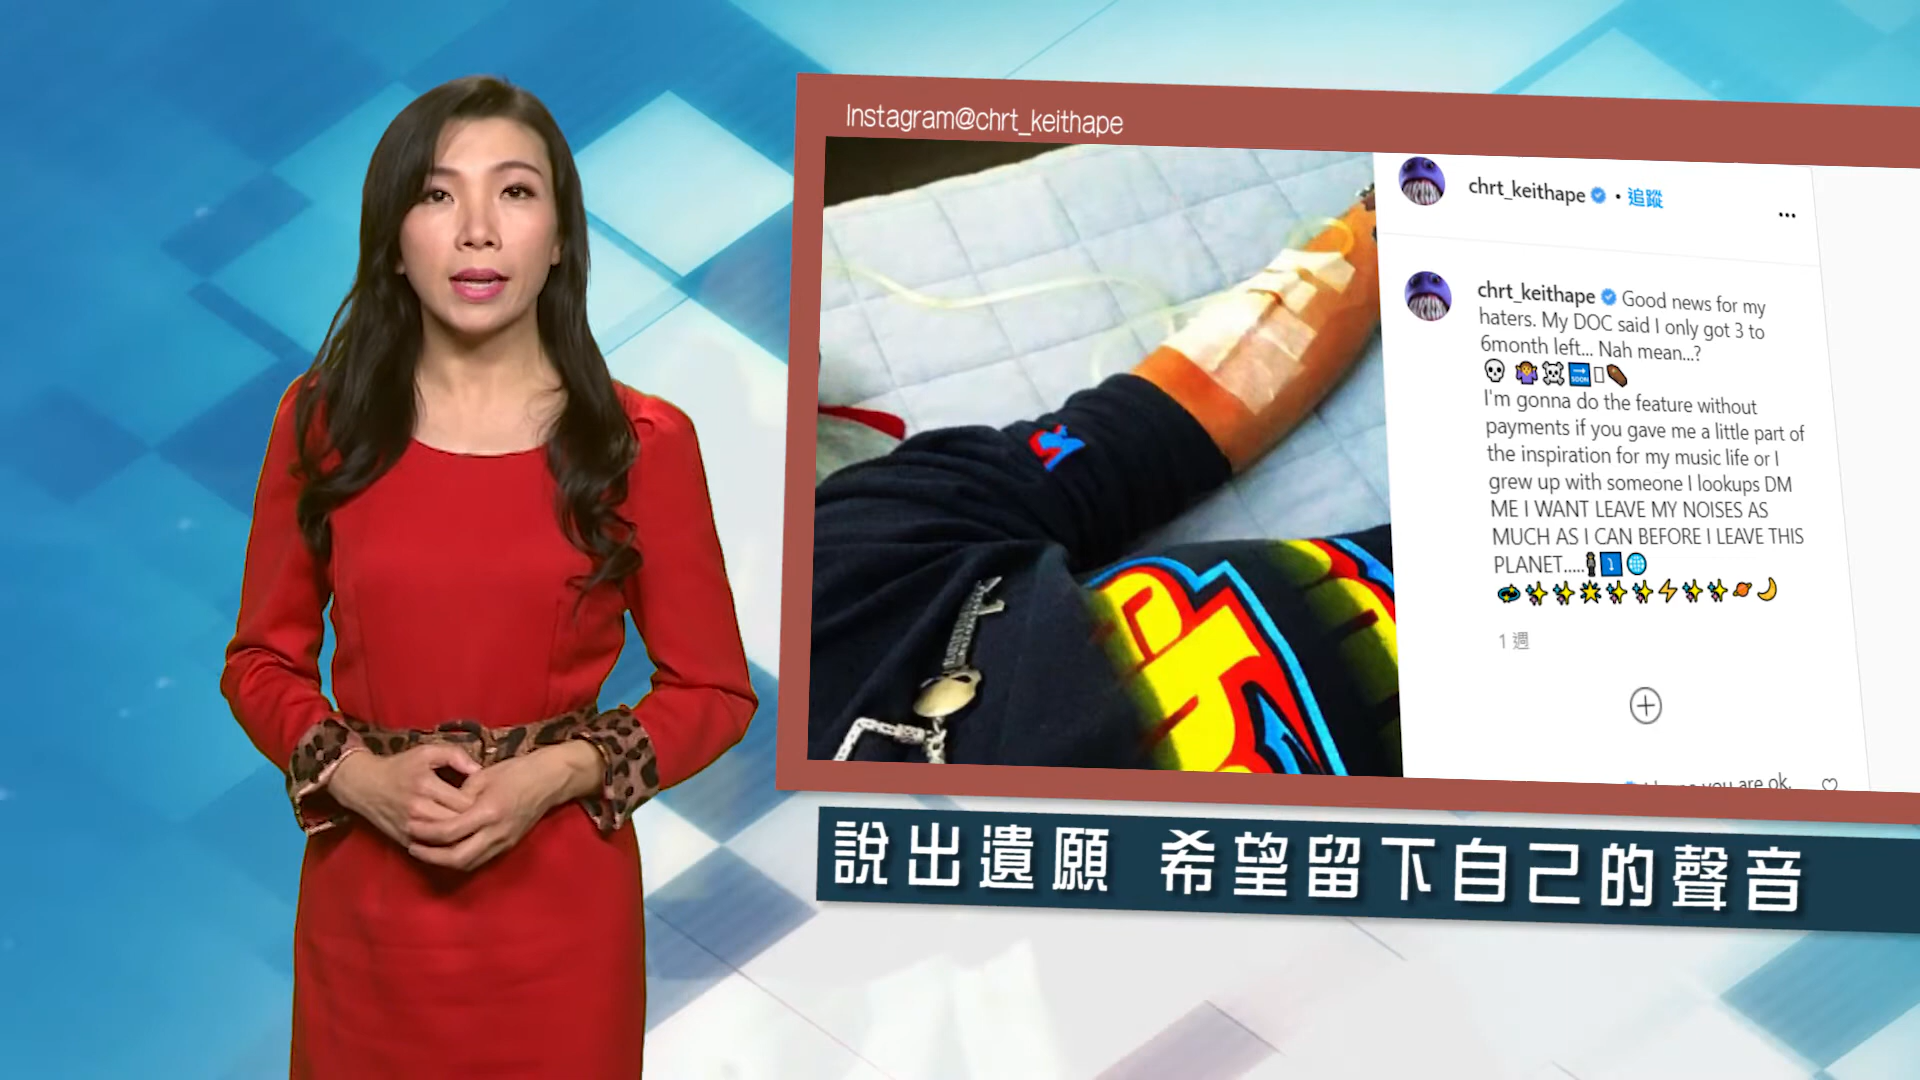 Instagram@chrt_keithape
chrt_keithape • 追蹤
chrt_keithape Good news for my
haters. My DOC said I only got 3 to
6month left... Nah mean...?
SOON
I'm gonna do the feature without
payments if you gave me a little part of
the inspiration for my music life or I
grew up with someone I lookups DM
ME I WANT LEAVE MY NOISES AS
MUCH AS I CAN BEFORE I LEAVE THIS
PLANET.....
1 週
you are ok.
說出遺願 希望留下自己的聲音